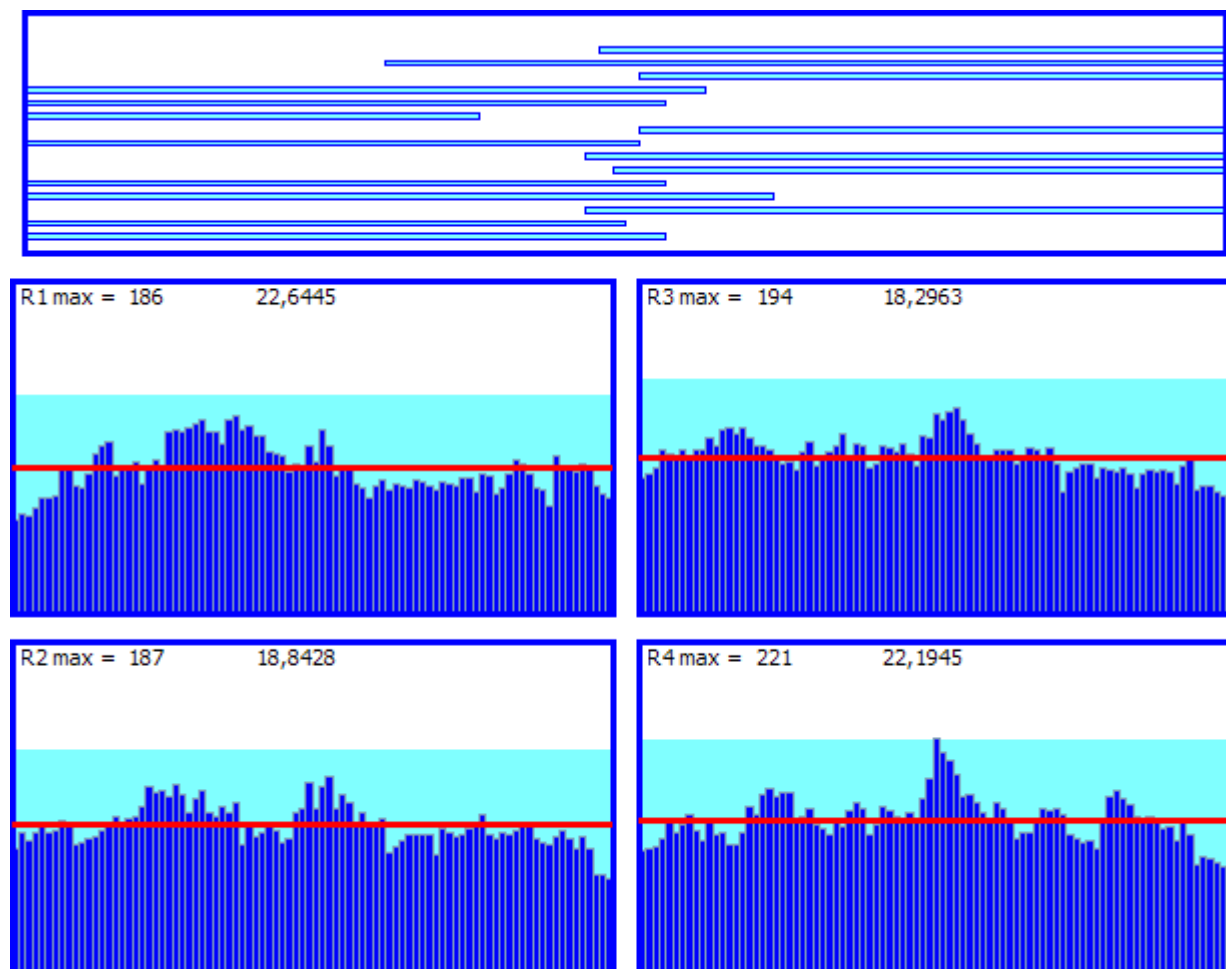 R1 max = 186 22,6445
R3 max = 194 18,2963
R2 max = 187 18,8428
R4 max = 221 22,1945